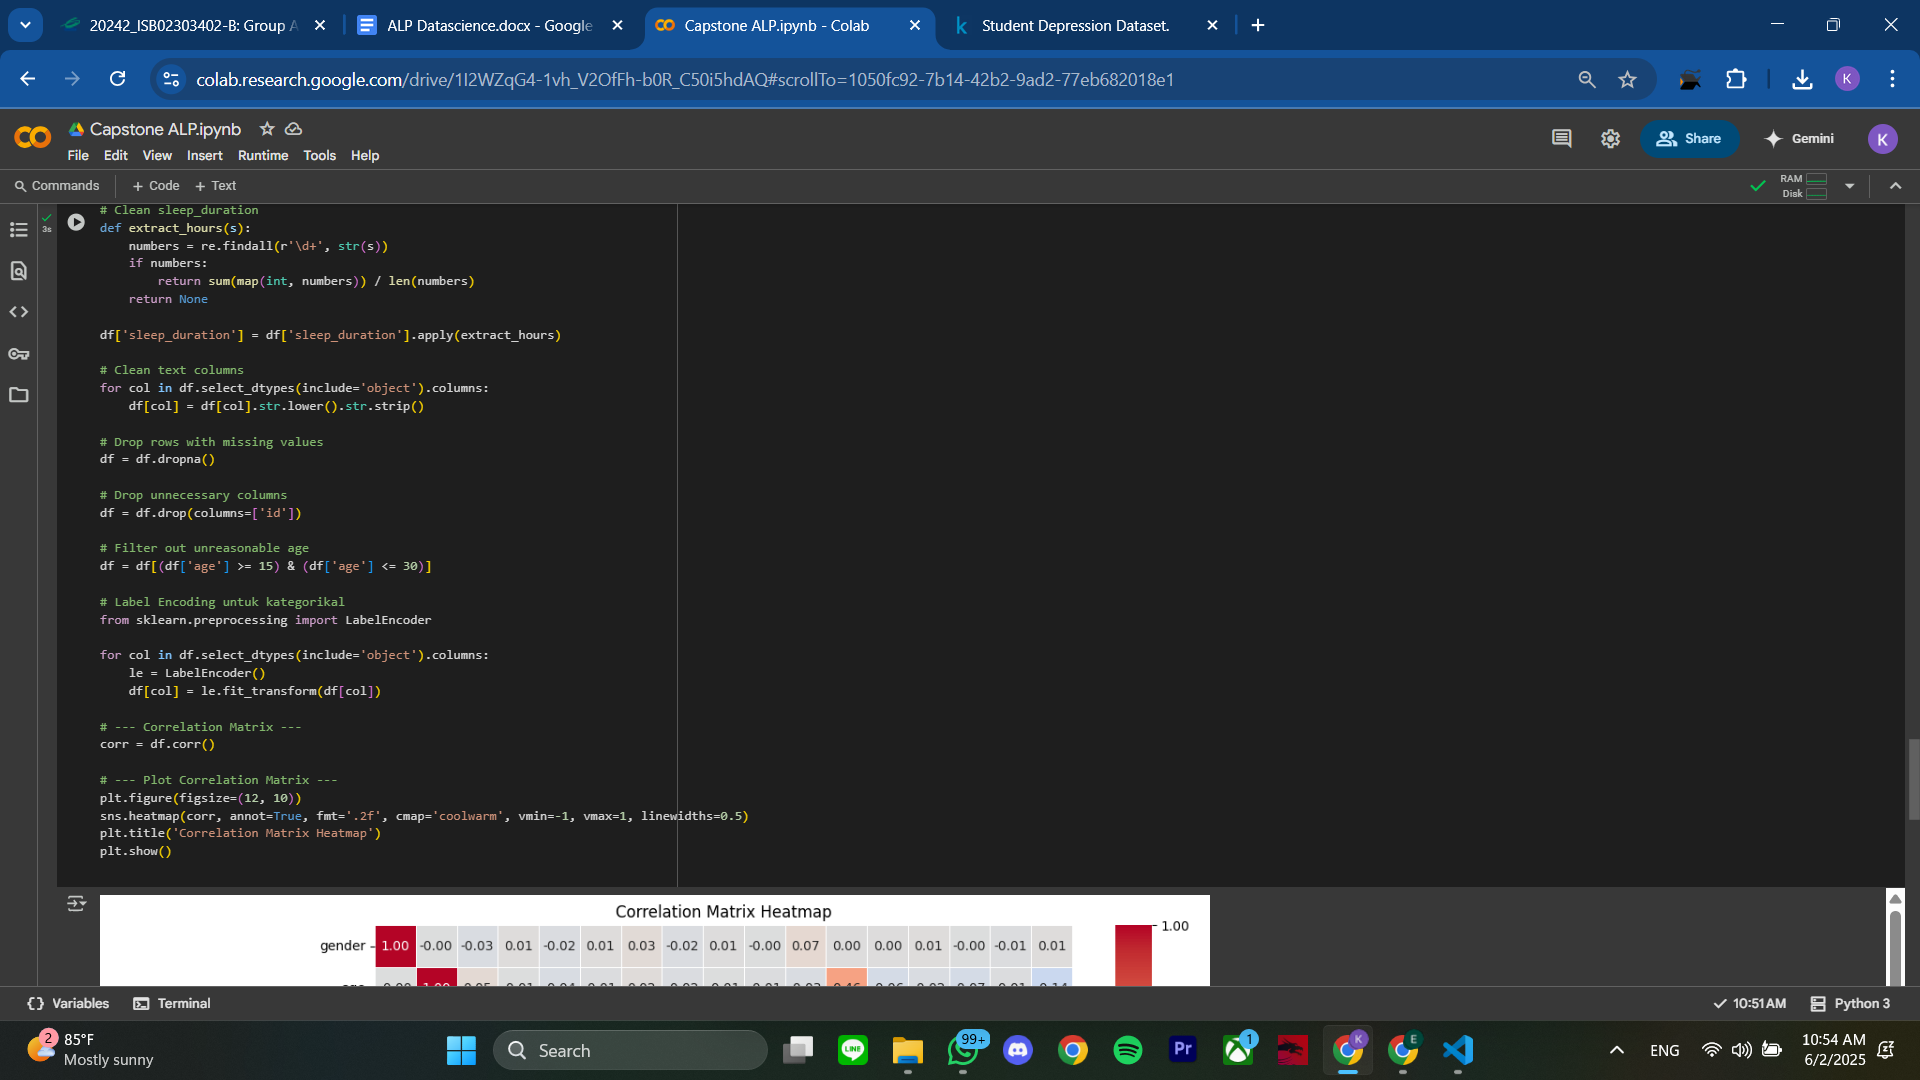 20242_ISB02303402-B: Group A
ALP Datascience.docx - Google
Capstone ALP.ipynb - Colab
Student Depression Dataset.
colab.research.google.com/drive/1I2WZqG4-1vh_V2OfFh-b0R_C50i5hdAQ#scrollTo=1050fc92-7b14-42b2-9ad2-77eb682018e1
K
CO
Capstone ALP.ipynb
File Edit View Insert Runtime Tools Help
Share
Gemini
K
Commands + Code + Text
RAM
Disk
3s
# Clean sleep_duration
def extract_hours(s):
    numbers = re.findall(r'\d+', str(s))
    if numbers:
        return sum(map(int, numbers)) / len(numbers)
    return None
df['sleep_duration'] = df['sleep_duration'].apply(extract_hours)
# Clean text columns
for col in df.select_dtypes(include='object').columns:
    df[col] = df[col].str.lower().str.strip()
# Drop rows with missing values
df = df.dropna()
# Drop unnecessary columns
df = df.drop(columns=['id'])
# Filter out unreasonable age
df = df[(df['age'] >= 15) & (df['age'] <= 30)]
# Label Encoding untuk kategorikal
from sklearn.preprocessing import LabelEncoder
for col in df.select_dtypes(include='object').columns:
    le = LabelEncoder()
    df[col] = le.fit_transform(df[col])
# --- Correlation Matrix ---
corr = df.corr()
# --- Plot Correlation Matrix ---
plt.figure(figsize=(12, 10))
sns.heatmap(corr, annot=True, fmt='.2f', cmap='coolwarm', vmin=-1, vmax=1, linewidths=0.5)
plt.title('Correlation Matrix Heatmap')
plt.show()
Correlation Matrix Heatmap
gender 1.00 -0.00 -0.03 0.01 -0.02 0.01 0.03 -0.02 0.01 -0.00 0.07 0.00 0.00 0.01 -0.00 -0.01 0.01
1.00
Variables Terminal
10:51 AM Python 3
2
85°F
Mostly sunny
Search
LINE
99+
Pr
1
K
E
ENG
10:54 AM
6/2/2025